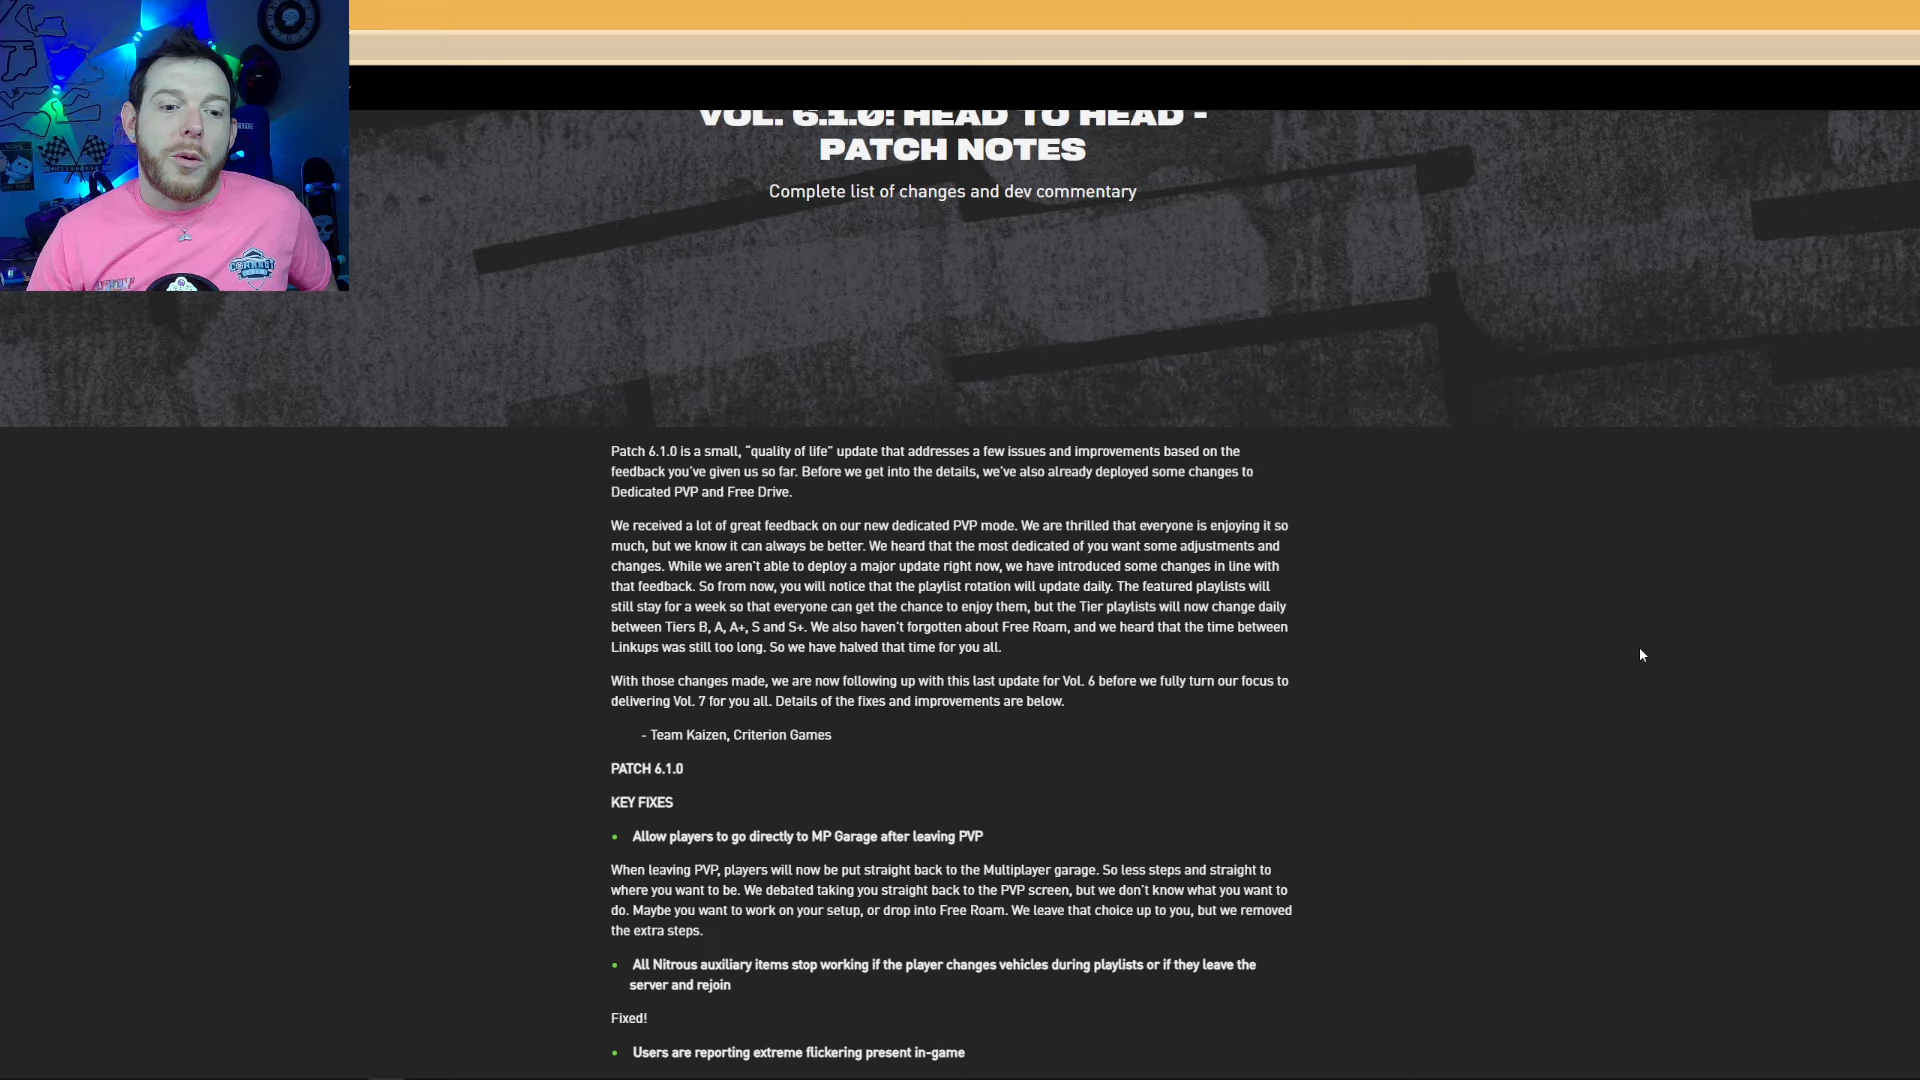 VOL. 6.1.0: HEAD TO HEAD -
PATCH NOTES
Complete list of changes and dev commentary
Patch 6.1.0 is a small, “quality of life” update that addresses a few issues and improvements based on the
feedback you’ve given us so far. Before we get into the details, we’ve also already deployed some changes to
Dedicated PVP and Free Drive.
We received a lot of great feedback on our new dedicated PVP mode. We are thrilled that everyone is enjoying it so
much, but we know it can always be better. We heard that the most dedicated of you want some adjustments and
changes. While we aren’t able to deploy a major update right now, we have introduced some changes in line with
that feedback. So from now, you will notice that the playlist rotation will update daily. The featured playlists will
still stay for a week so that everyone can get the chance to enjoy them, but the Tier playlists will now change daily
between Tiers B, A, A+, S and S+. We also haven’t forgotten about Free Roam, and we heard that the time between
Linkups was still too long. So we have halved that time for you all.
With those changes made, we are now following up with this last update for Vol. 6 before we fully turn our focus to
delivering Vol. 7 for you all. Details of the fixes and improvements are below.
- Team Kaizen, Criterion Games
PATCH 6.1.0
KEY FIXES
• Allow players to go directly to MP Garage after leaving PVP
When leaving PVP, players will now be put straight back to the Multiplayer garage. So less steps and straight to
where you want to be. We debated taking you straight back to the PVP screen, but we don’t know what you want to
do. Maybe you want to work on your setup, or drop into Free Roam. We leave that choice up to you, but we removed
the extra steps.
• All Nitrous auxiliary items stop working if the player changes vehicles during playlists or if they leave the
server and rejoin
Fixed!
• Users are reporting extreme flickering present in-game